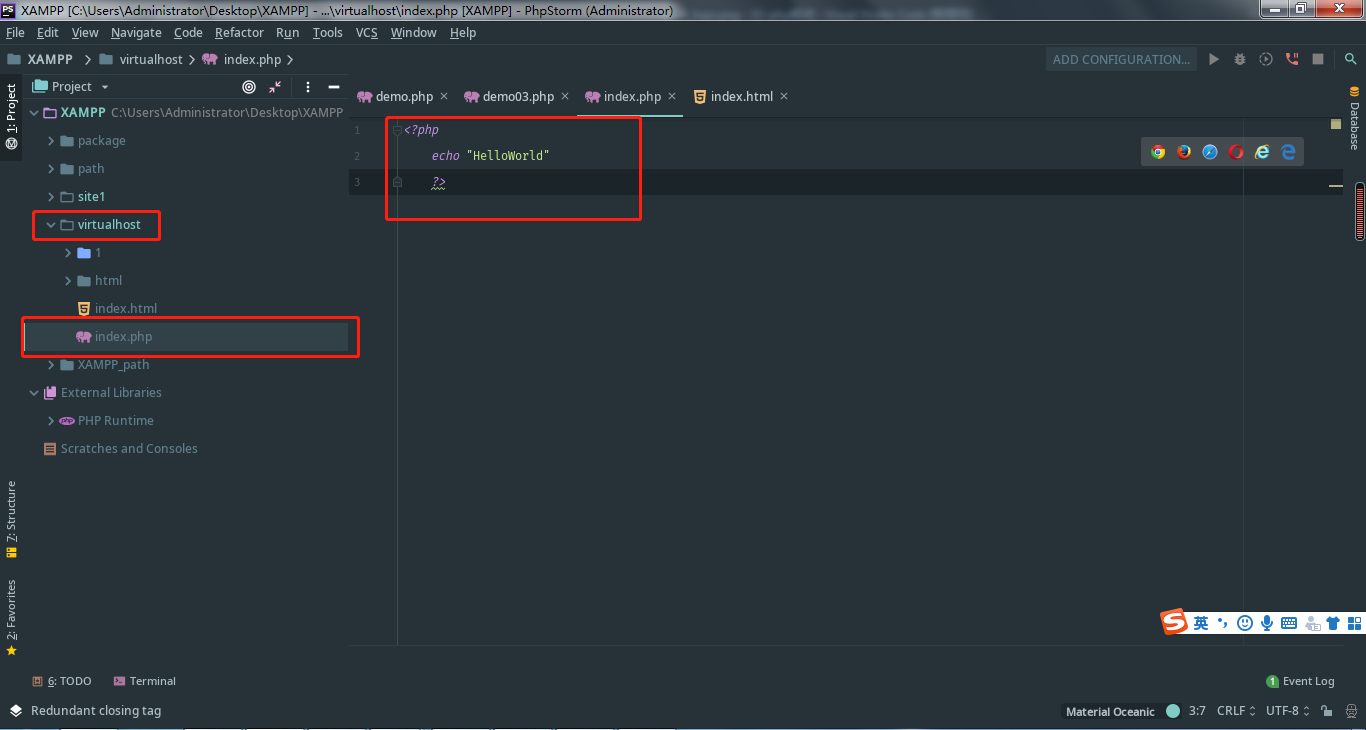 PS XAMPP [C:\Users\Administrator\Desktop\XAMPP] - ...\virtualhost\index.php [XAMPP] - PhpStorm (Administrator)
File Edit View Navigate Code Refactor Run Tools VCS Window Help
XAMPP virtualhost index.php ADD CONFIGURATION...
1: Project
Project
demo.php demo03.php index.php index.html
Database
XAMPP C:\Users\Administrator\Desktop\XAMPP
package
path
site1
virtualhost
1
html
index.html
index.php
XAMPP_path
External Libraries
PHP Runtime
Scratches and Consoles
1 <?php
2 echo "HelloWorld"
3 ?>
7: Structure
2: Favorites
S 英
6: TODO Terminal 1 Event Log
Redundant closing tag Material Oceanic 3:7 CRLF UTF-8